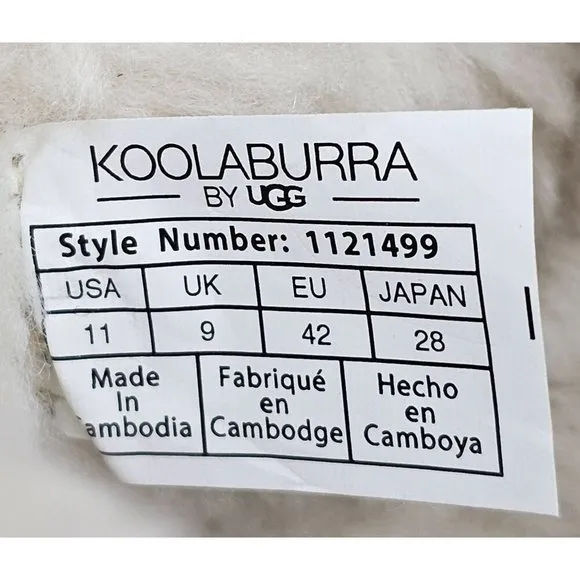 KOOLABURRA
BY UGG
Style Number: 1121499
USA UK EU JAPAN
11 9 42 28
Made Fabriqué Hecho
In en en
ambodia Cambodge Camboya